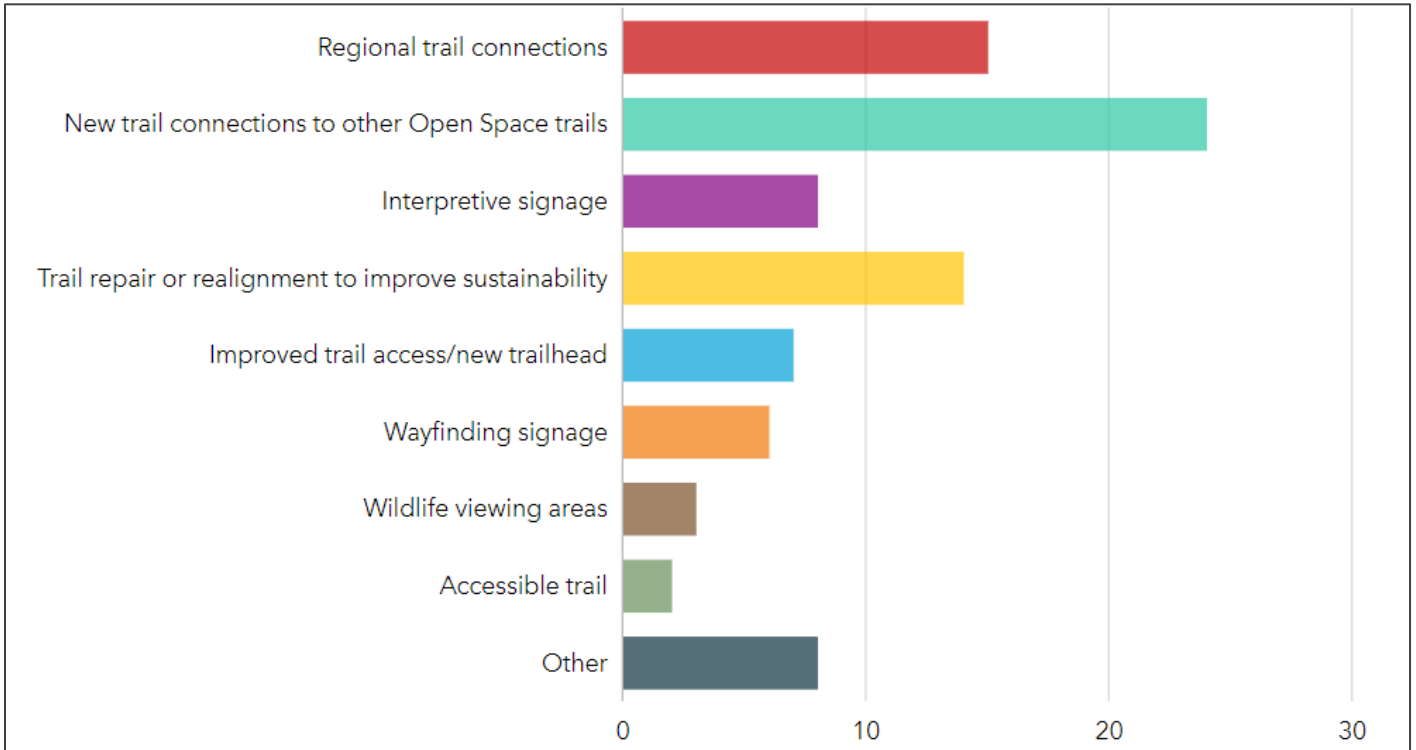 Regional trail connections
New trail connections to other Open Space trails
Interpretive signage
Trail repair or realignment to improve sustainability
Improved trail access/new trailhead
Wayfinding signage
Wildlife viewing areas
Accessible trail
Other
0 10 20 30